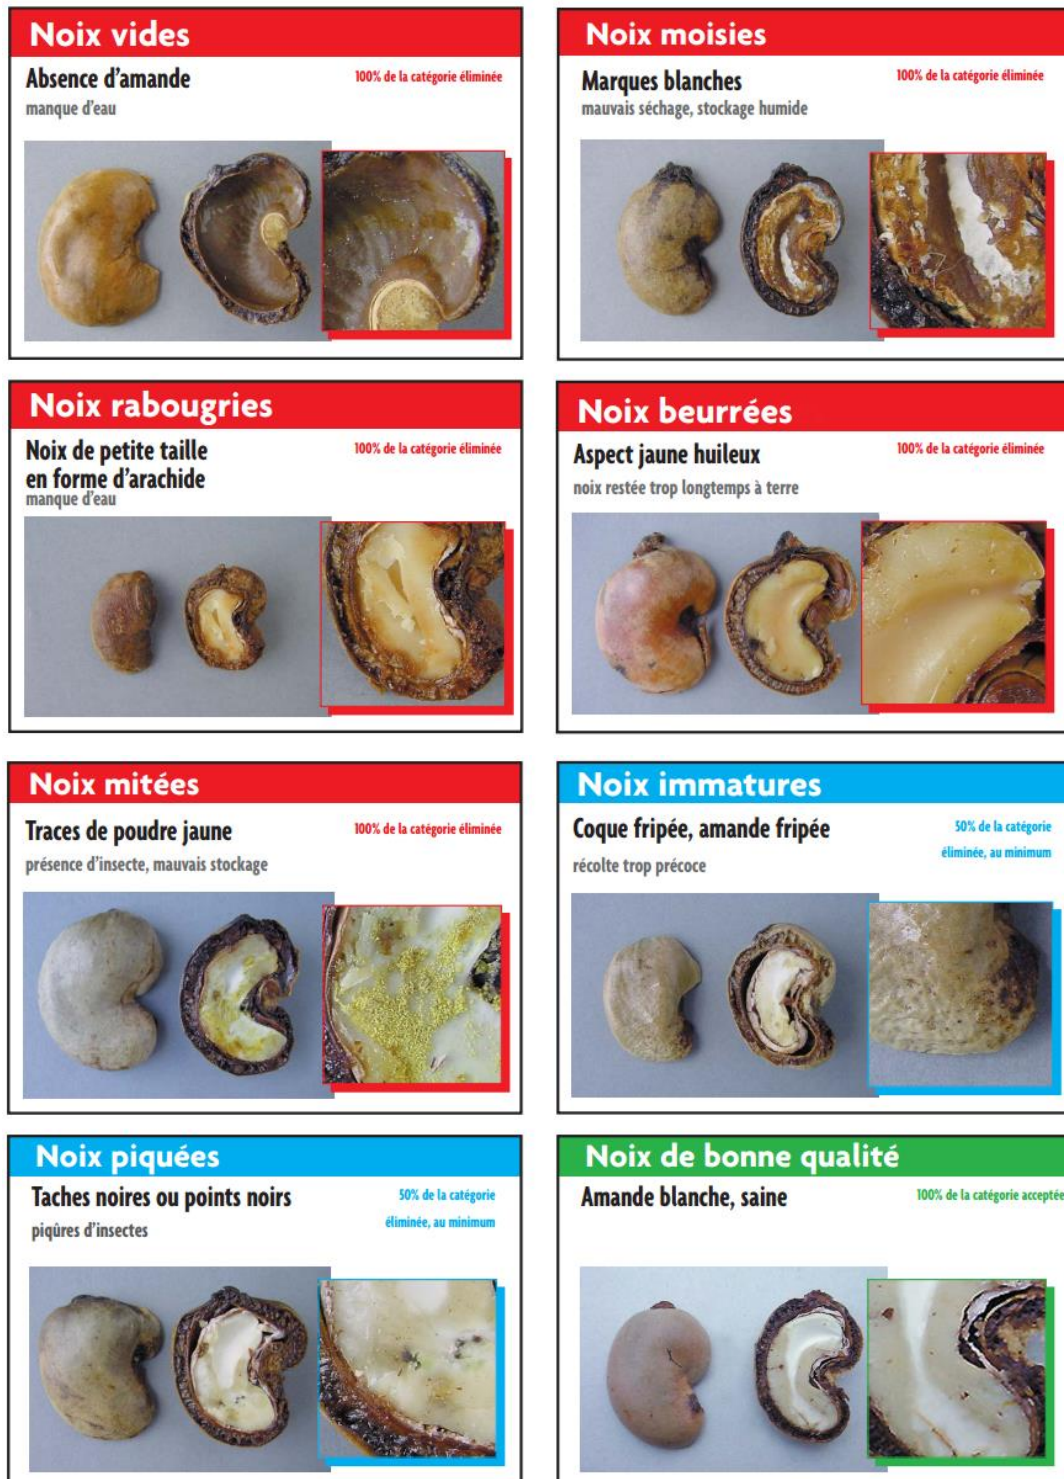 Noix vides
Absence d'amande
100% de la catégorie éliminée
manque d'eau
Noix moisies
Marques blanches
100% de la catégorie éliminée
mauvais séchage, stockage humide
Noix rabougries
Noix de petite taille
en forme d'arachide
100% de la catégorie éliminée
manque d'eau
Noix beurrées
Aspect jaune huileux
100% de la catégorie éliminée
noix restée trop longtemps à terre
Noix mitées
Traces de poudre jaune
100% de la catégorie éliminée
présence d'insecte, mauvais stockage
Noix immatures
Coque fripée, amande fripée
50% de la catégorie
éliminée, au minimum
récolte trop précoce
Noix piquées
Taches noires ou points noirs
50% de la catégorie
éliminée, au minimum
piqûres d'insectes
Noix de bonne qualité
Amande blanche, saine
100% de la catégorie acceptée